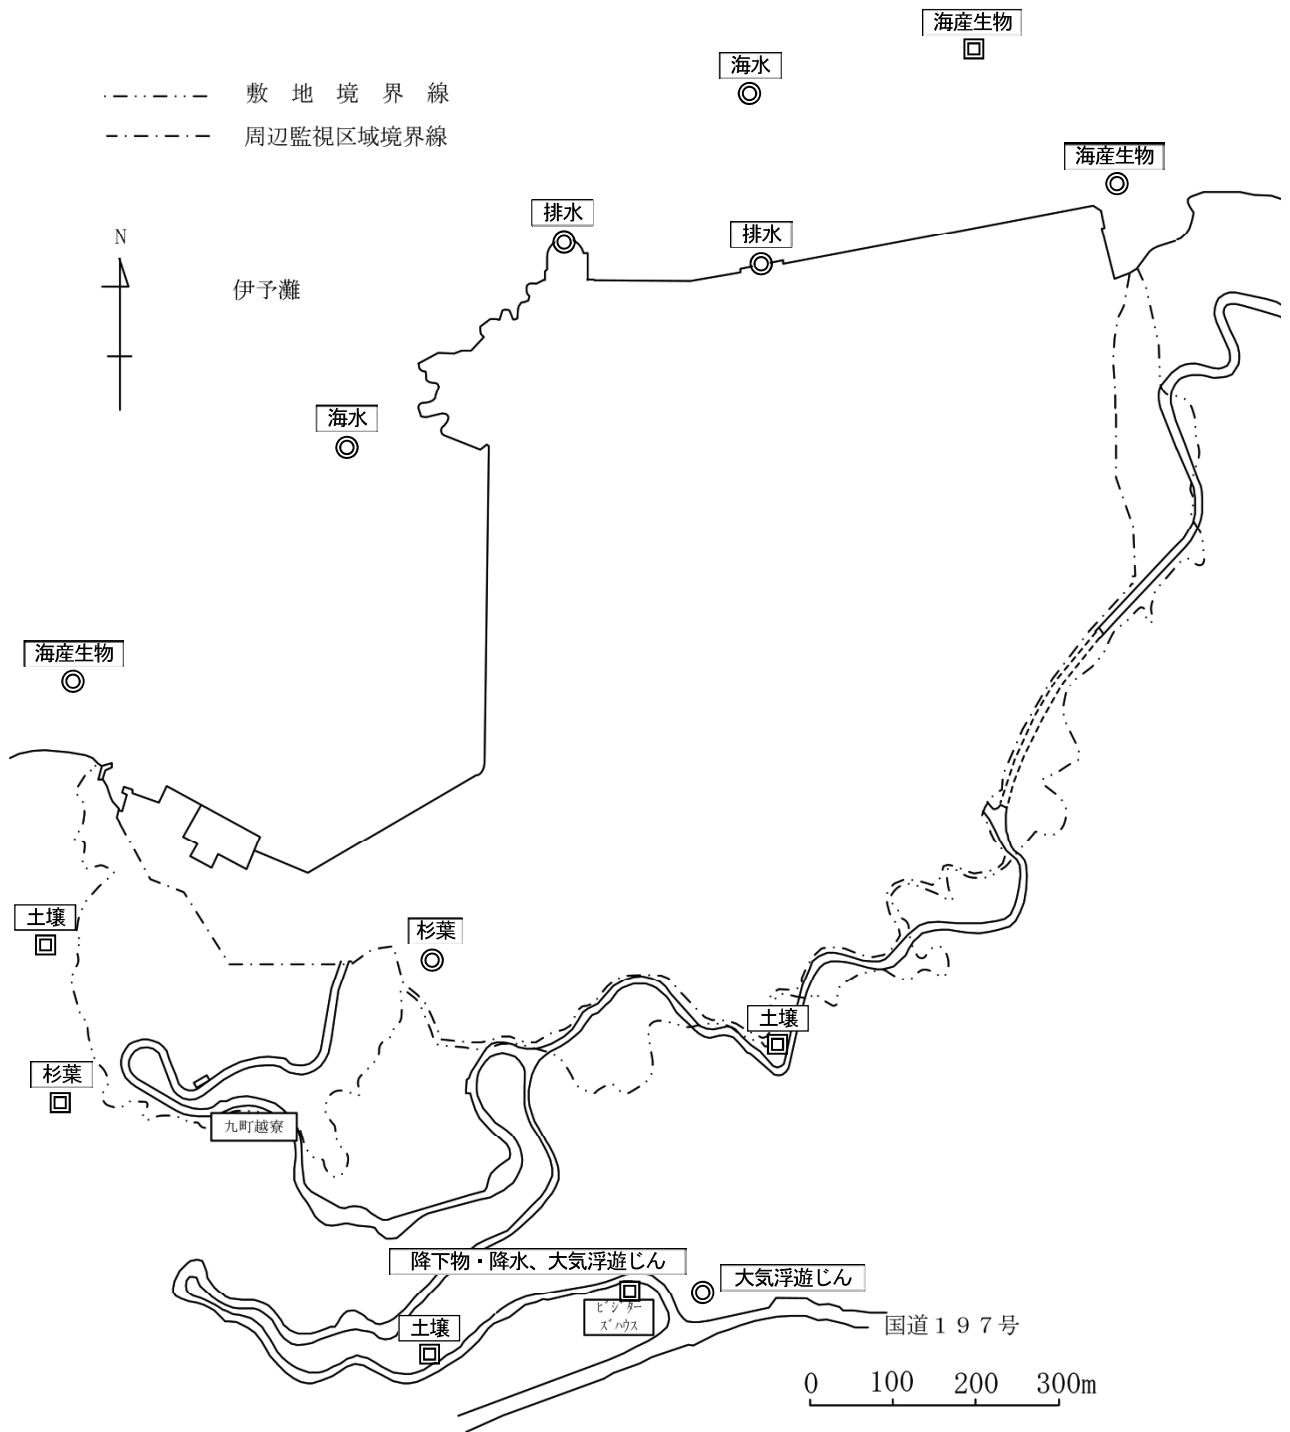 海産生物
海水
敷地境界線
周辺監視区域境界線
海産生物
排水
排水
N
伊予灘
海水
海産生物
土壌
杉葉
土壌
杉葉
九町越寮
降下物・降水、大気浮遊じん
大気浮遊じん
ﾋﾞｼﾞﾀｰ
ｽﾞﾊｳｽ
土壌
国道197号
0 100 200 300m